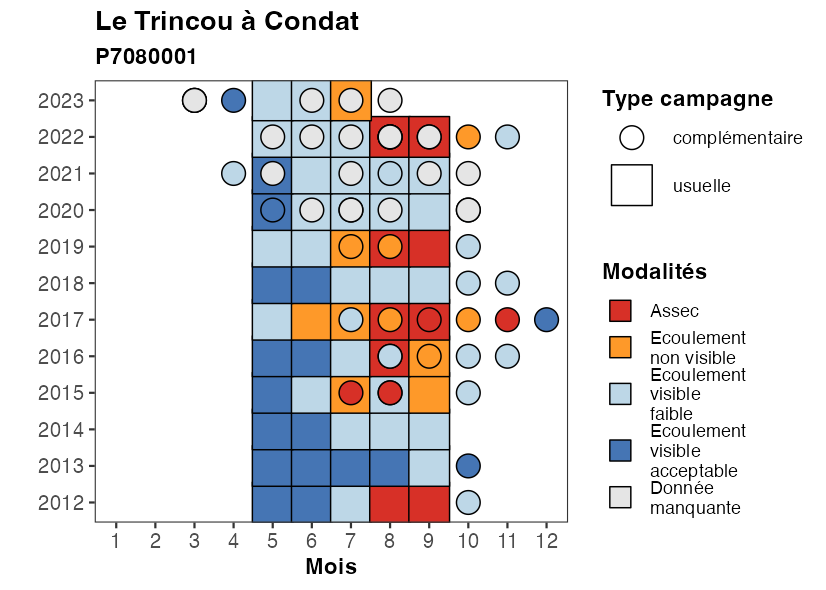 Le Trincou à Condat
P7080001
2023
2022
2021
2020
2019
2018
2017
2016
2015
2014
2013
2012
1 2 3 4 5 6 7 8 9 10 11 12
Mois
Type campagne
complémentaire
usuelle
Modalités
Assec
Ecoulement
non visible
Ecoulement
visible
faible
Ecoulement
visible
acceptable
Donnée
manquante